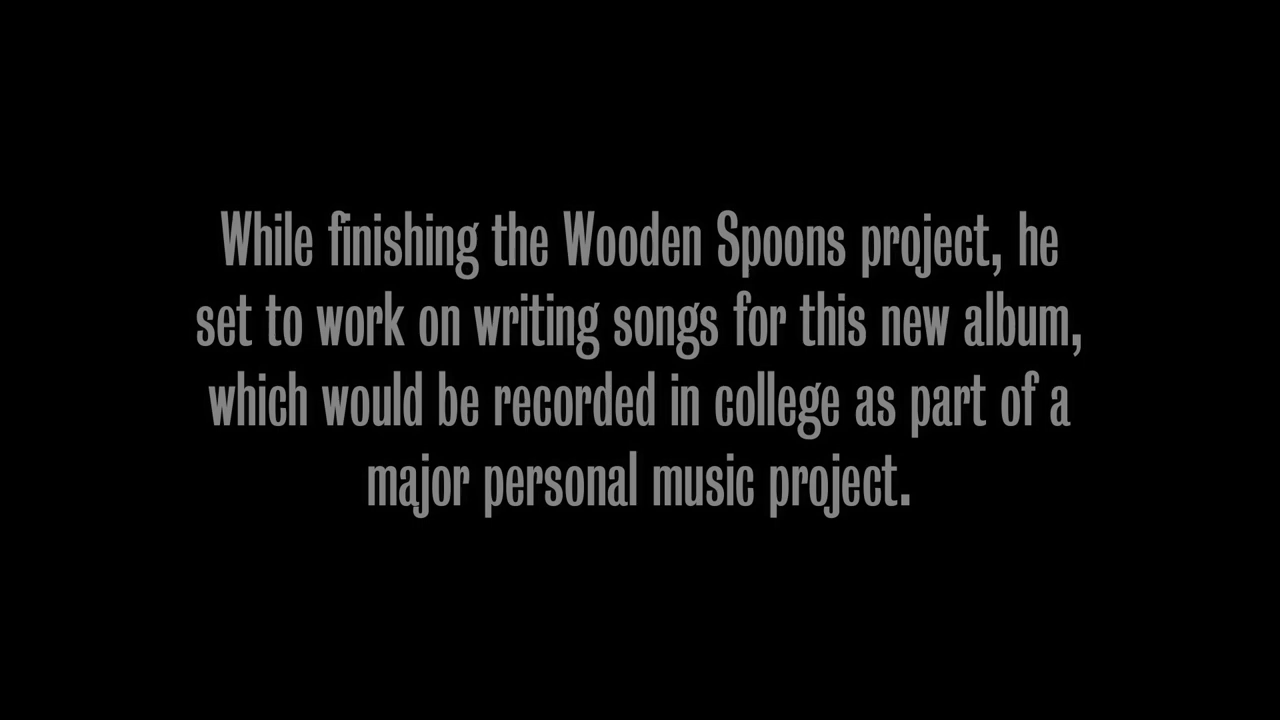 While finishing the Wooden Spoons project, he
set to work on writing songs for this new album,
which would be recorded in college as part of a
major personal music project.